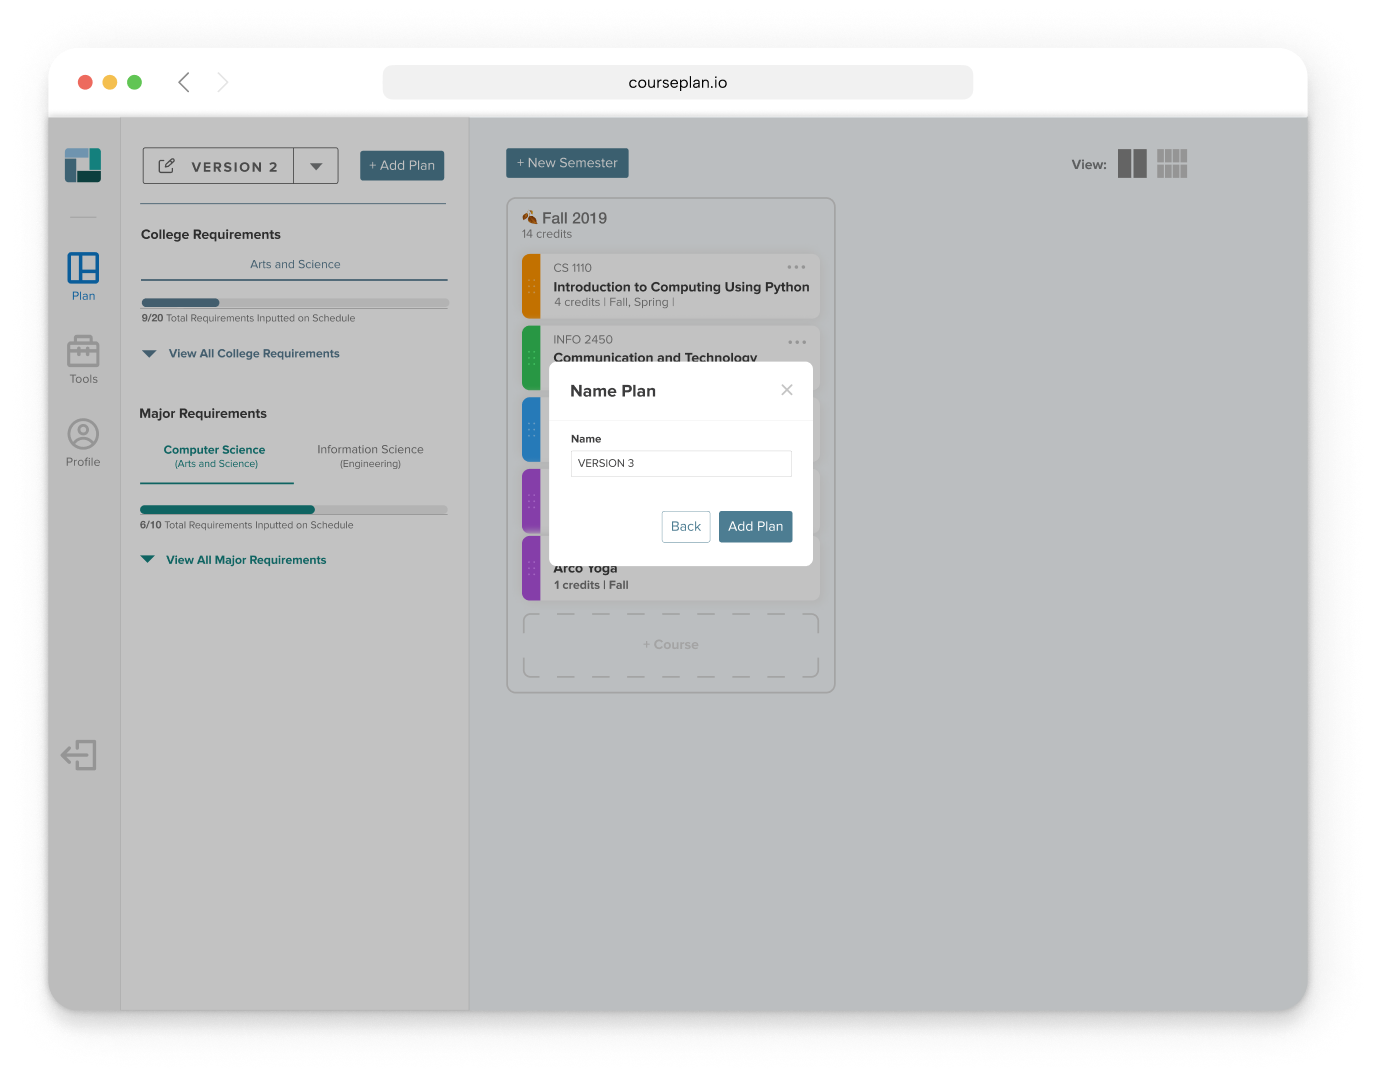 courseplan.io
VERSION 2
+ Add Plan
College Requirements
Arts and Science
9/20 Total Requirements Inputted on Schedule
View All College Requirements
Major Requirements
Computer Science
(Arts and Science)
Information Science
(Engineering)
6/10 Total Requirements Inputted on Schedule
View All Major Requirements
Plan
Tools
Profile
+ New Semester
View:
Fall 2019
14 credits
CS 1110
Introduction to Computing Using Python
4 credits | Fall, Spring |
INFO 2450
Communication and Technology
Name Plan
Name
VERSION 3
Back
Add Plan
Arco Yoga
1 credits | Fall
+ Course